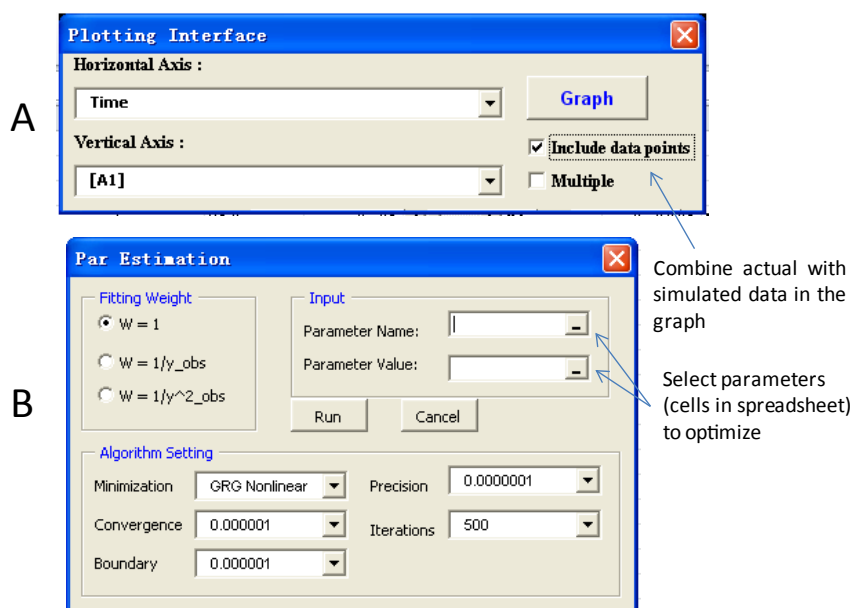 A
Plotting Interface
Horizontal Axis :
Time
Graph
Vertical Axis :
Include data points
[A1]
Multiple
Combine actual with
simulated data in the
graph
B
Par Estimation
Fitting Weight
W = 1
W = 1/y_obs
W = 1/y^2_obs
Input
Parameter Name:
Parameter Value:
Run
Cancel
Select parameters
(cells in spreadsheet)
to optimize
Algorithm Setting
Minimization
GRG Nonlinear
Precision
0.0000001
Convergence
0.000001
Iterations
500
Boundary
0.000001